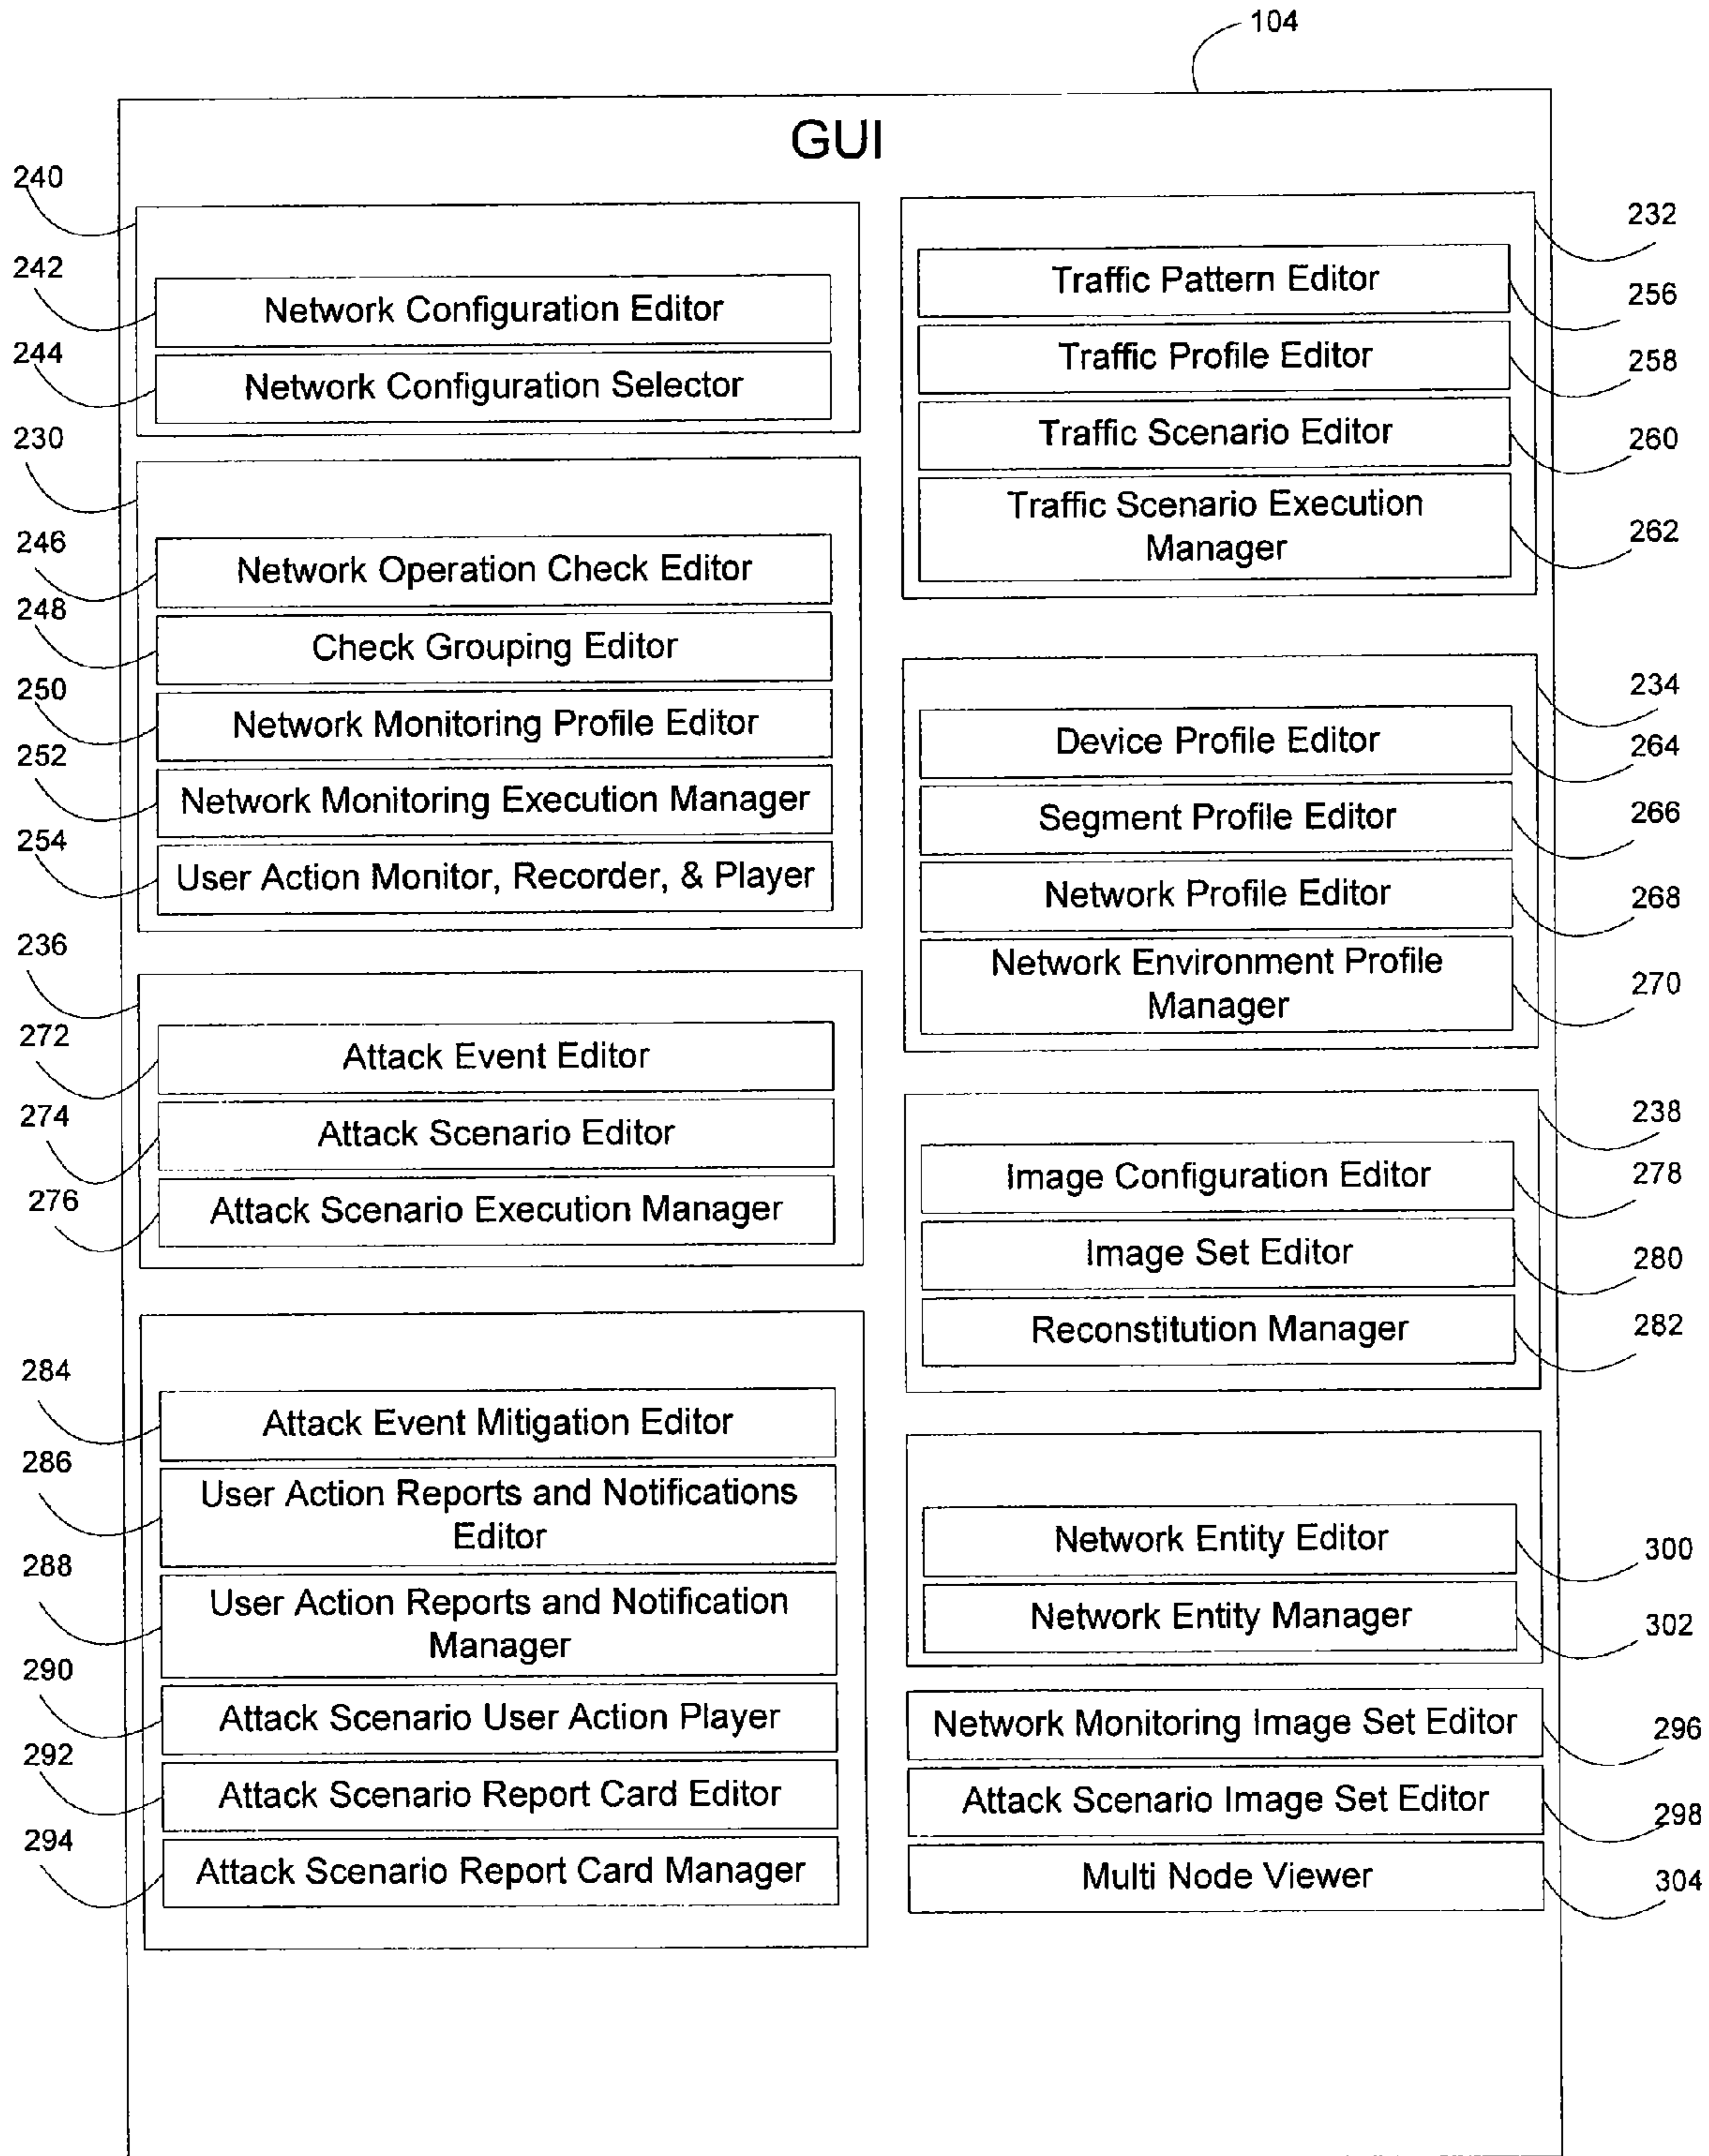 104
GUI
240
242
Network Configuration Editor
244
Network Configuration Selector
230
246
Network Operation Check Editor
248
Check Grouping Editor
250
Network Monitoring Profile Editor
252
Network Monitoring Execution Manager
254
User Action Monitor, Recorder, & Player
236
272
Attack Event Editor
274
Attack Scenario Editor
276
Attack Scenario Execution Manager
284
Attack Event Mitigation Editor
286
User Action Reports and Notifications
Editor
288
User Action Reports and Notification
Manager
290
Attack Scenario User Action Player
292
Attack Scenario Report Card Editor
294
Attack Scenario Report Card Manager
232
Traffic Pattern Editor
256
Traffic Profile Editor
258
Traffic Scenario Editor
260
Traffic Scenario Execution
Manager
262
234
Device Profile Editor
264
Segment Profile Editor
266
Network Profile Editor
268
Network Environment Profile
Manager
270
238
Image Configuration Editor
278
Image Set Editor
280
Reconstitution Manager
282
Network Entity Editor
300
Network Entity Manager
302
Network Monitoring Image Set Editor
296
Attack Scenario Image Set Editor
298
Multi Node Viewer
304